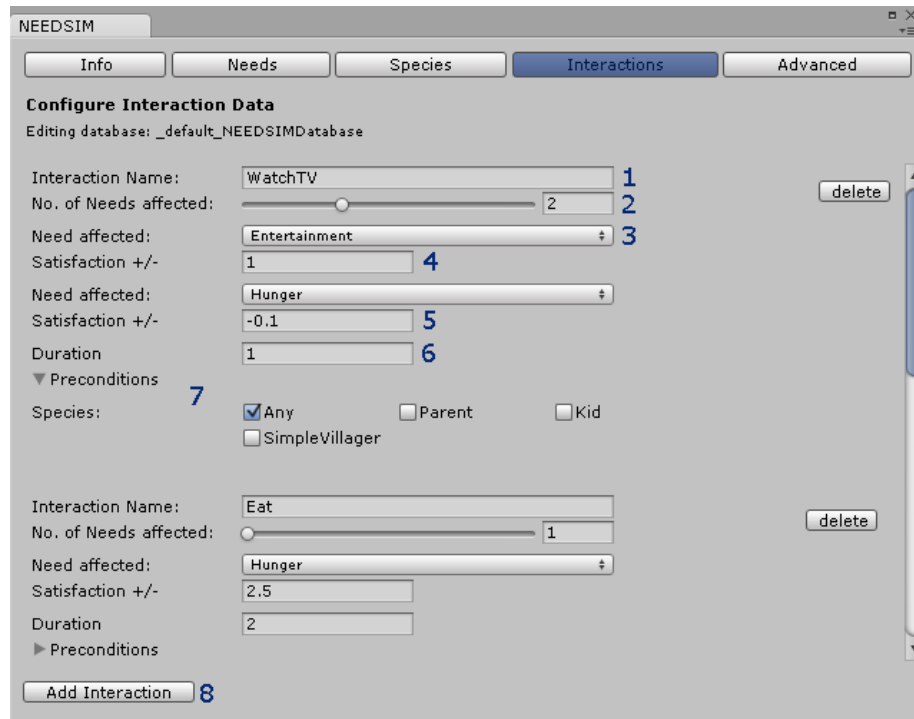 NEEDSIM
Info Needs Species Interactions Advanced
Configure Interaction Data
Editing database: _default_NEEDSIMDatabase
Interaction Name: WatchTV 1 delete
No. of Needs affected: 2 2
Need affected: Entertainment 3
Satisfaction +/- 1 4
Need affected: Hunger
Satisfaction +/- -0.1 5
Duration 1 6
Preconditions 7
Species: Any Parent Kid
SimpleVillager
Interaction Name: Eat delete
No. of Needs affected: 1
Need affected: Hunger
Satisfaction +/- 2.5
Duration 2
Preconditions
Add Interaction 8